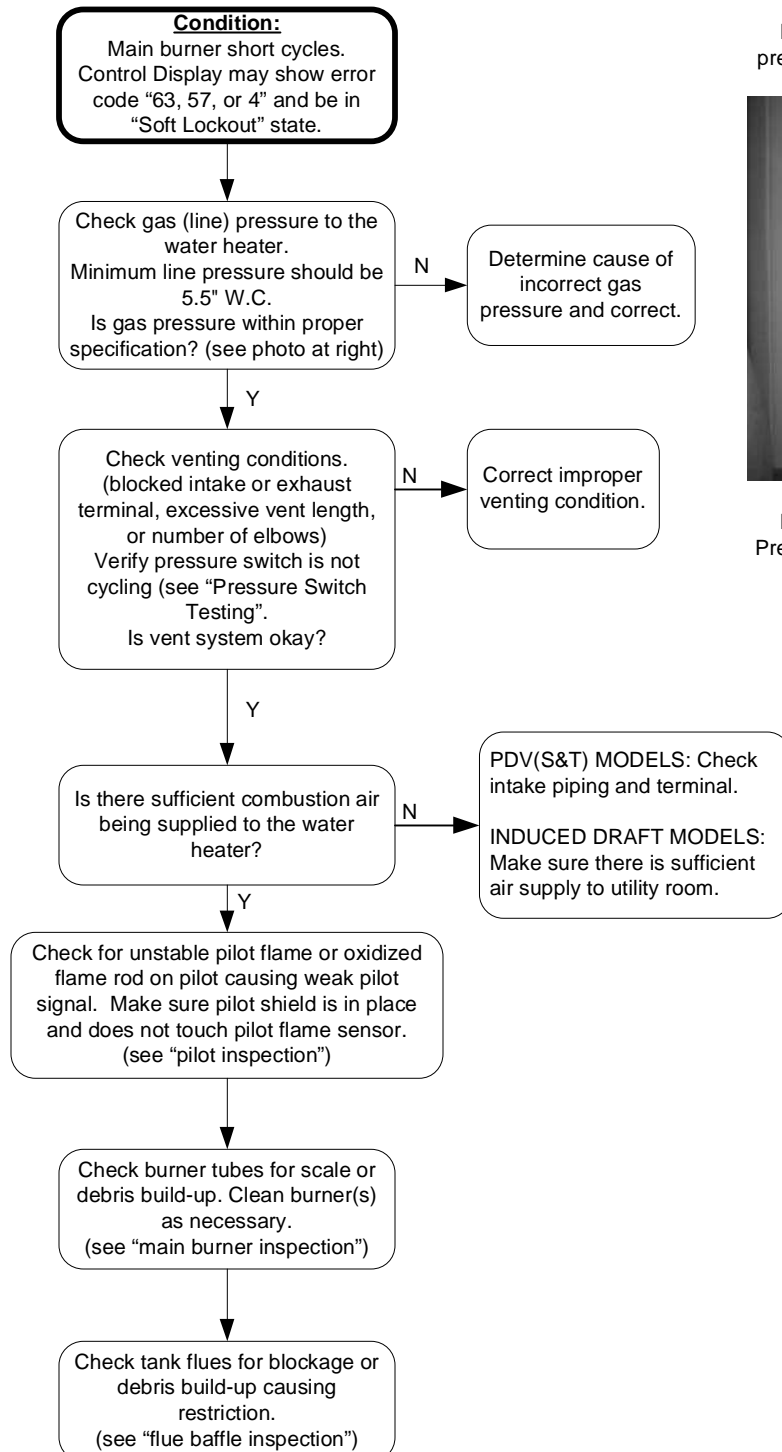 Condition:
Main burner short cycles.
Control Display may show error
code “63, 57, or 4” and be in
“Soft Lockout” state.
Check gas (line) pressure to the
water heater.
Minimum line pressure should be
5.5" W.C.
Is gas pressure within proper
specification? (see photo at right)
N
Determine cause of
incorrect gas
pressure and correct.
Y
Check venting conditions.
(blocked intake or exhaust
terminal, excessive vent length,
or number of elbows)
Verify pressure switch is not
cycling (see “Pressure Switch
Testing”.
Is vent system okay?
N
Correct improper
venting condition.
Y
Is there sufficient combustion air
being supplied to the water
heater?
N
PDV(S&T) MODELS: Check
intake piping and terminal.
INDUCED DRAFT MODELS:
Make sure there is sufficient
air supply to utility room.
Y
Check for unstable pilot flame or oxidized
flame rod on pilot causing weak pilot
signal.  Make sure pilot shield is in place
and does not touch pilot flame sensor.
(see “pilot inspection”)
Check burner tubes for scale or
debris build-up. Clean burner(s)
as necessary.
(see “main burner inspection”)
Check tank flues for blockage or
debris build-up causing
restriction.
(see “flue baffle inspection”)